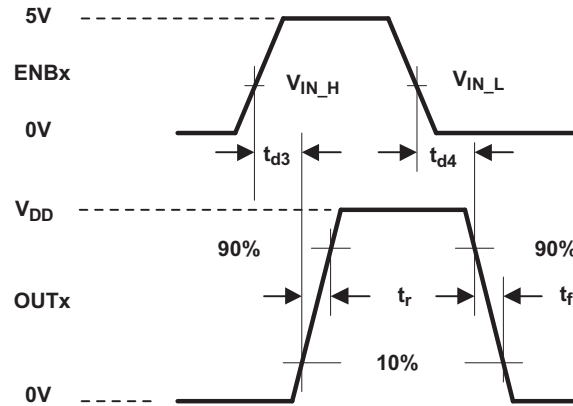 5V
ENBx
V_IN_H
V_IN_L
0V
t_d3
t_d4
V_DD
90%
90%
OUTx
t_r
t_f
10%
0V